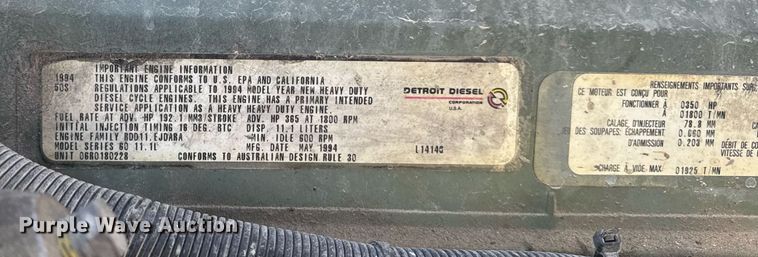 IMPORTANT ENGINE INFORMATION
1994 THIS ENGINE CONFORMS TO U.S. EPA AND CALIFORNIA
50S REGULATIONS APPLICABLE TO 1994 MODEL YEAR NEW HEAVY DUTY
DIESEL CYCLE ENGINES. THIS ENGINE HAS A PRIMARY INTENDED
SERVICE APPLICATION AS A HEAVY HEAVY DUTY ENGINE.
FUEL RATE AT ADV. HP 192.1 MM3/STROKE ADV. HP 365 AT 1800 RPM
INITIAL INJECTION TIMING 16 DEG. BTC DISP. 11.1 LITERS
ENGINE FAMILY RDD11.EJDARA MIN. IDLE 600 RPM
MODEL SERIES 60 11.1L MFG. DATE MAY, 1994
UNIT 06R0180228 CONFORMS TO AUSTRALIAN DESIGN RULE 30
DETROIT DIESEL
CORPORATION
U.S.A.
L14140
RENSEIGNEMENTS IMPORTANTS SUR
CE MOTEUR EST CONÇU POUR
FONCTIONNER À 0350 HP
À 01800 T/MN
CALAGE D'INJECTEUR 78.8 MM
JEU DES SOUPAPES: ÉCHAPPEMENT 0.660 MM
D'ADMISSION 0.203 MM
DÉBIT DE
VITESSE DE
CHARGE À VIDE MAX 01925 T/MN
Purple Wave Auction